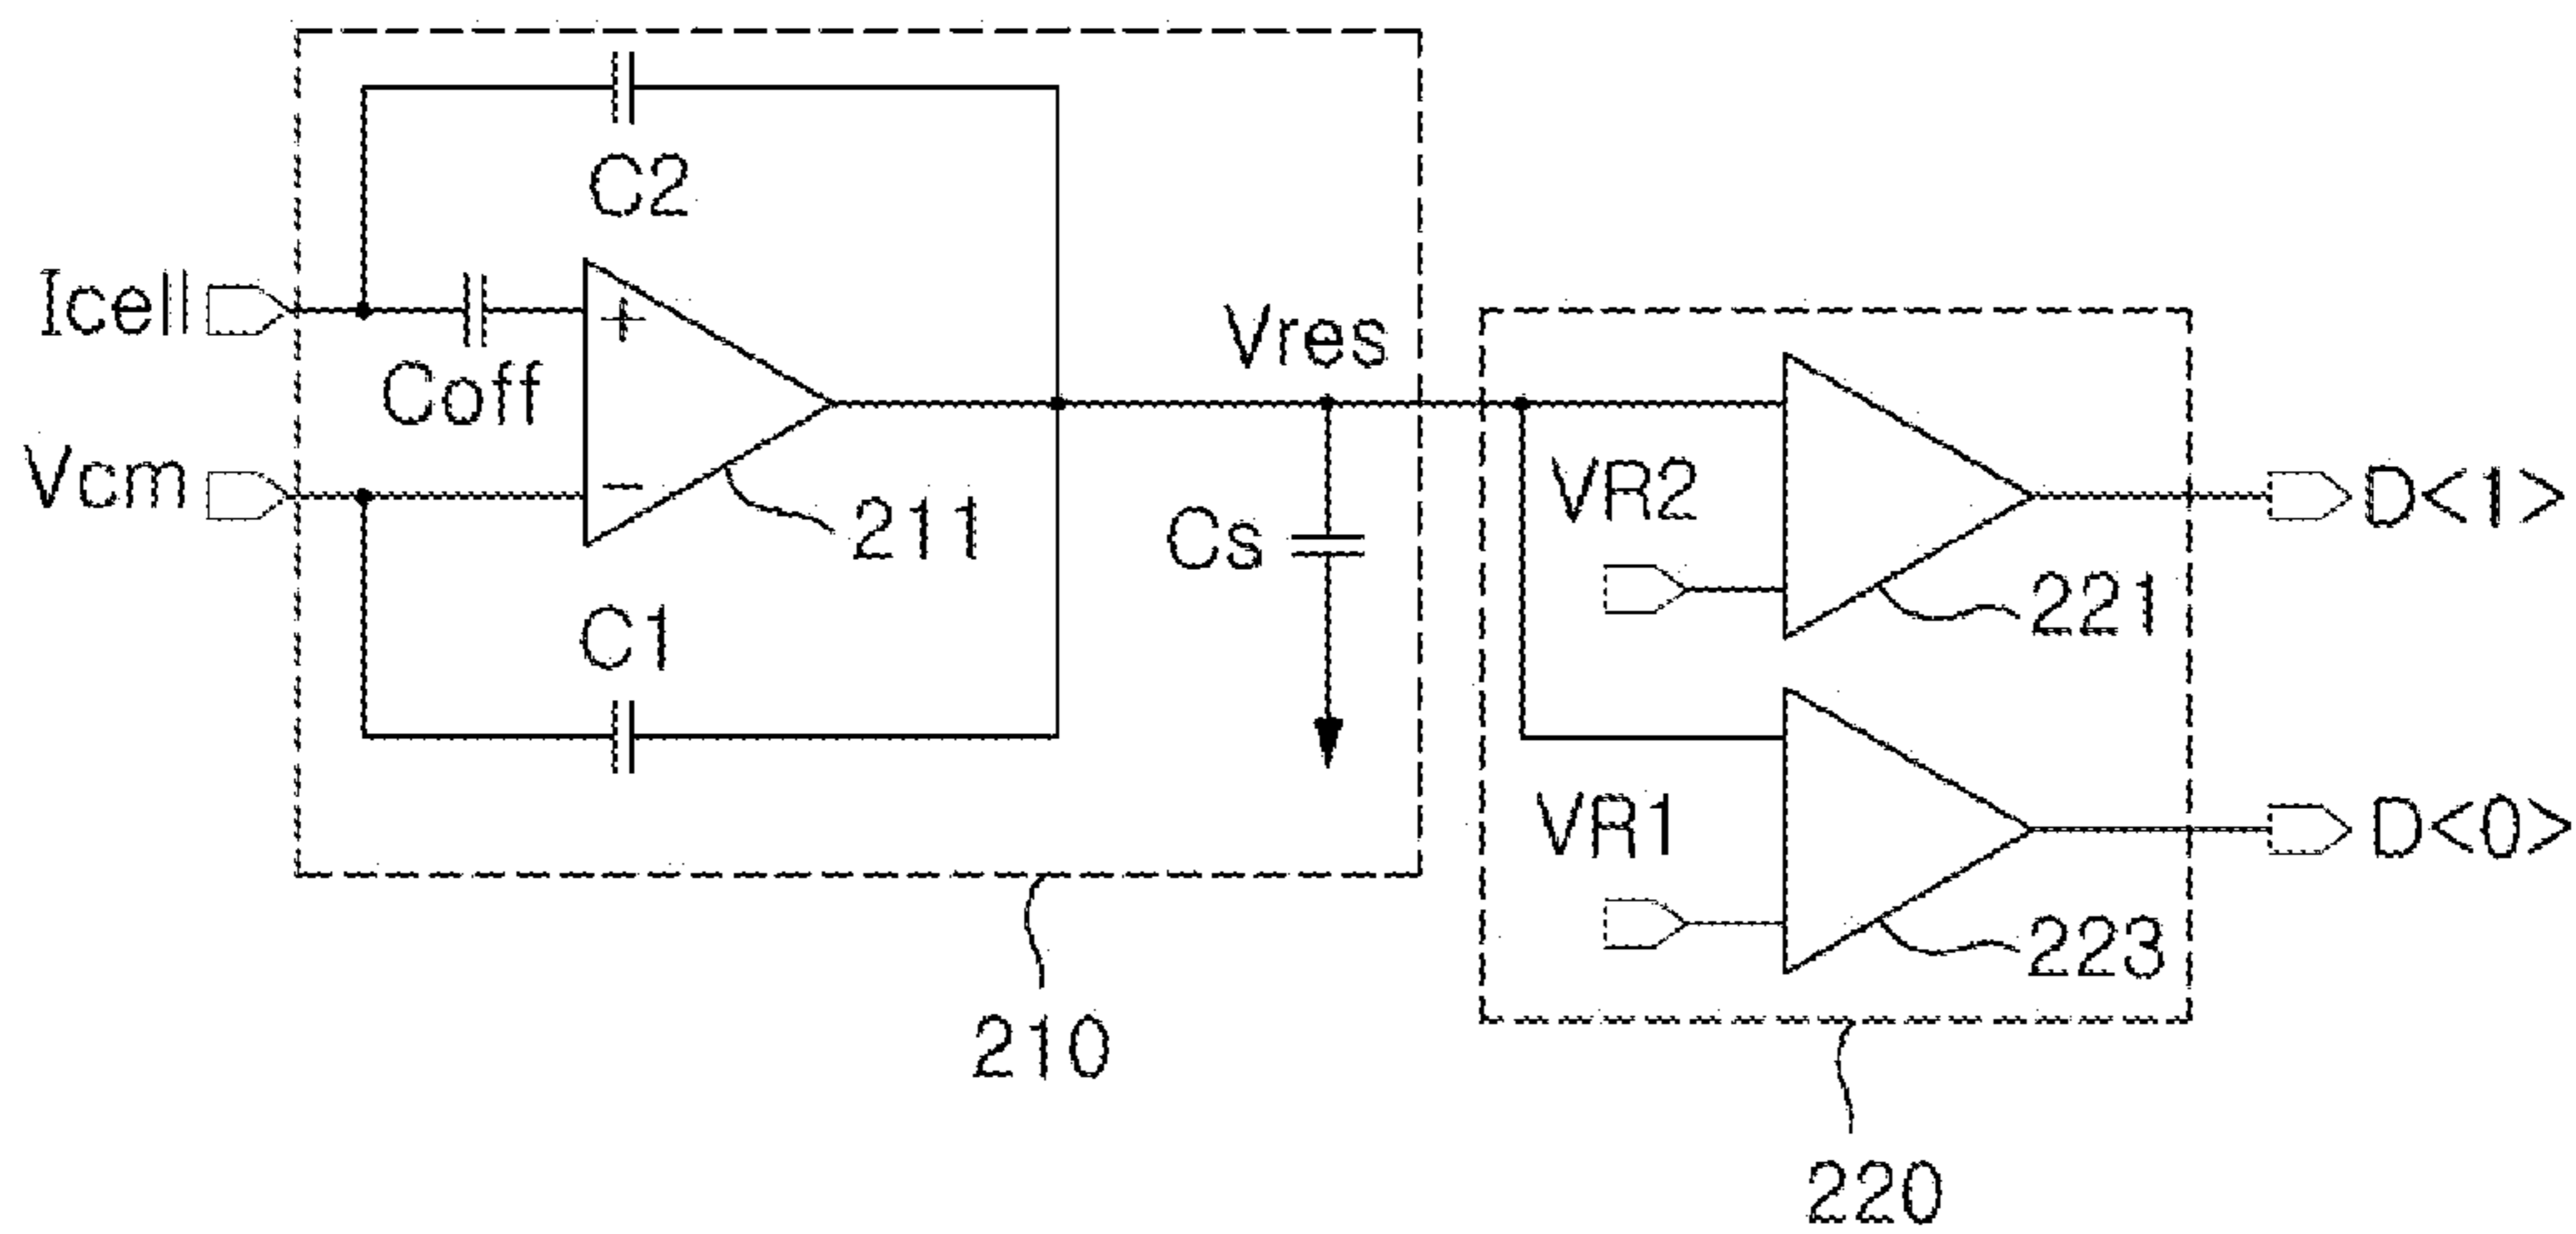 C2
Icell
+
Coff
Vres
Vcm
−
211
VR2
D<1>
Cs
221
C1
VR1
D<0>
223
210
220